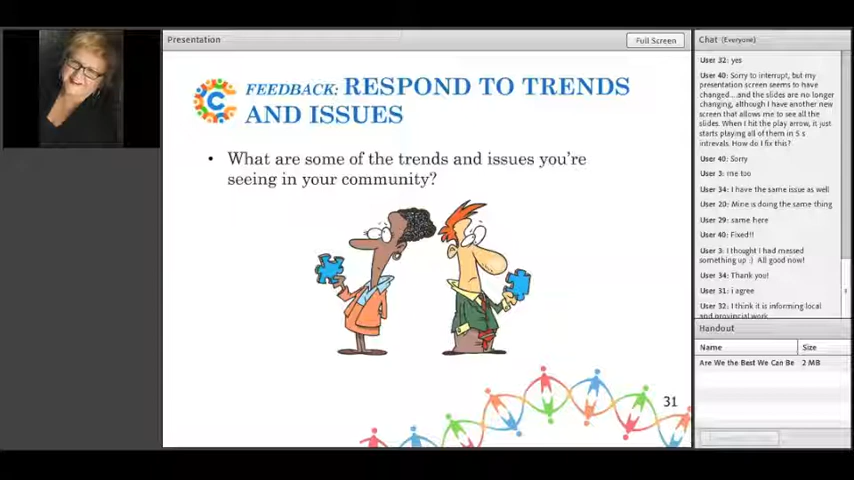 Presentation
Full Screen
FEEDBACK: RESPOND TO TRENDS
AND ISSUES
• What are some of the trends and issues you're
seeing in your community?
31
Chat (Everyone)
User 32: yes
User 40: Sorry to interrupt, but my
presentation screen seems to have
changed...and the slides are no longer
changing, although I have another new
screen that allows me to see all the
slides. When I hit the play arrow, it just
starts playing all of them in 5 s
intrevals. How do I fix this?
User 40: Sorry
User 3: me too
User 34: I have the same issue as well
User 20: Mine is doing the same thing
User 29: same here
User 40: Fixed!!
User 3: I thought I had messed
something up :) All good now!
User 34: Thank you!
User 31: i agree
User 32: I think it is informing local
and provincial work
Handout
Name Size
Are We the Best We Can Be 2 MB